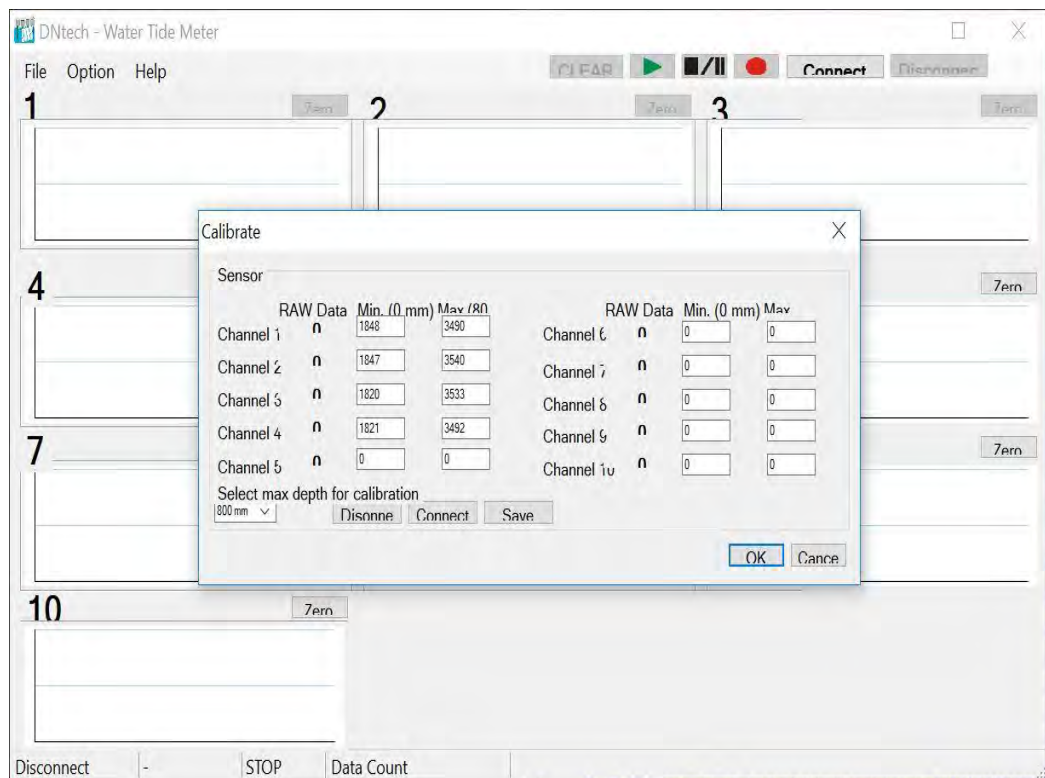 DNtech - Water Tide Meter
File Option Help
CLEAR Connect Disconnec
1 Zero 2 Zero 3 Zero
Calibrate
Sensor
4 Zero
RAW Data Min. (0 mm) Max (80 RAW Data Min. (0 mm) Max
Channel 1 0 1848 3490 Channel 6 0 0 0
Channel 2 0 1847 3540 Channel 7 0 0 0
Channel 3 0 1820 3533 Channel 8 0 0 0
Channel 4 0 1821 3492 Channel 9 0 0 0
7 Zero
Channel 5 0 0 0 Channel 10 0 0 0
Select max depth for calibration
800 mm Disonne Connect Save
OK Cance
10 Zero
Disconnect - STOP Data Count